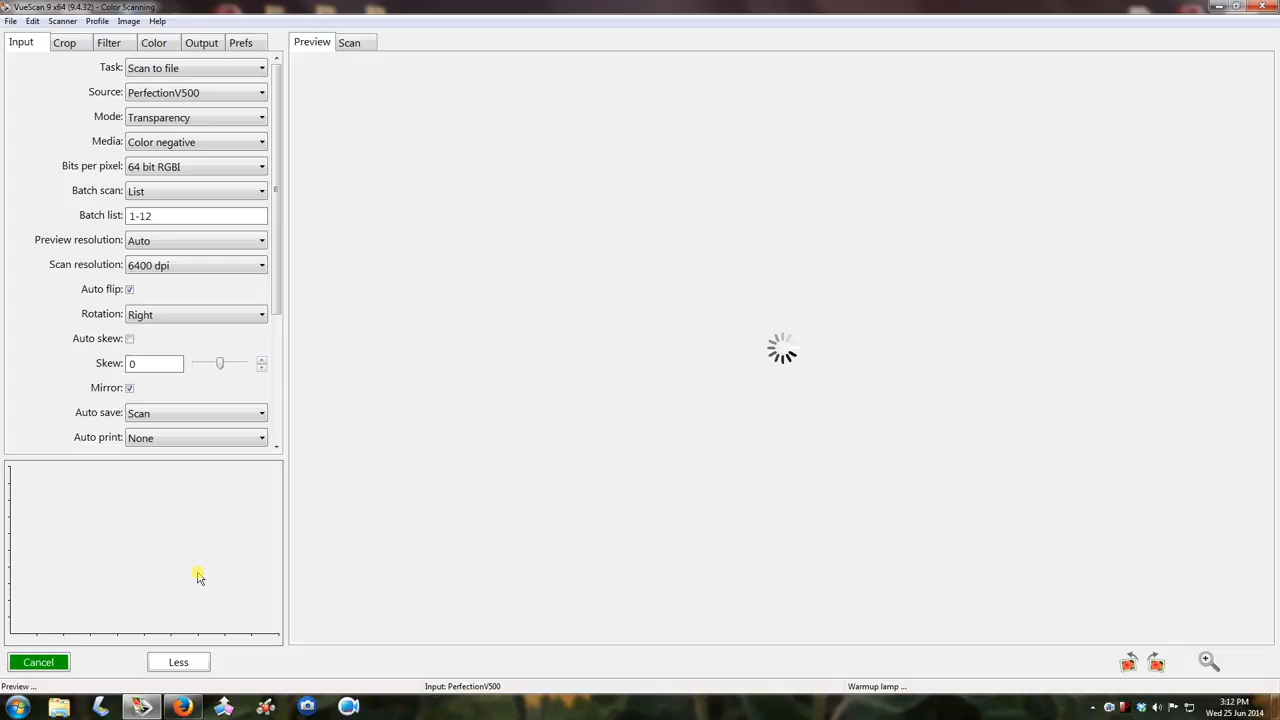 VueScan 9 x64 (9.4.32) - Color Scanning
File Edit Scanner Profile Image Help
Input Crop Filter Color Output Prefs
Preview Scan
Task: Scan to file
Source: PerfectionV500
Mode: Transparency
Media: Color negative
Bits per pixel: 64 bit RGBI
Batch scan: List
Batch list: 1-12
Preview resolution: Auto
Scan resolution: 6400 dpi
Auto flip:
Rotation: Right
Auto skew:
Skew: 0
Mirror:
Auto save: Scan
Auto print: None
Cancel Less
Preview ... Input: PerfectionV500 Warmup lamp ...
3:12 PM
Wed 25 Jun 2014